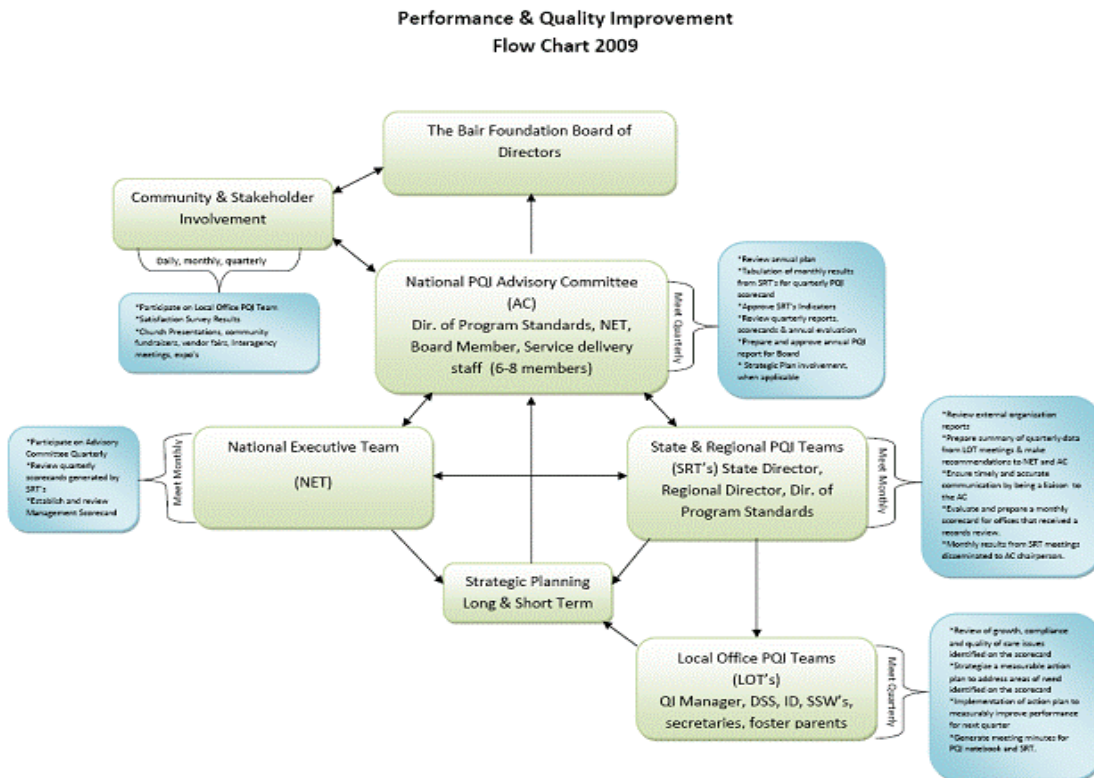 Performance & Quality Improvement
Flow Chart 2009
The Bair Foundation Board of
Directors
Community & Stakeholder
Involvement
Daily, monthly, quarterly
*Participate on Local Office PQI Team
*Satisfaction Survey Results
*Church Presentations, community
fundraizers, vendor fairs, Interagency
meetings, expo's
National PQI Advisory Committee
(AC)
Dir. of Program Standards, NET,
Board Member, Service delivery
staff (6-8 members)
Meet Quarterly
*Review annual plan
*Tabulation of monthly results
from SRT's for quarterly PQI
scorecard
*Approve SRT's Indicators
*Review quarterly reports,
scorecards & annual evaluation
*Prepare and approve annual PQI
report for Board
* Strategic Plan involvement,
when applicable
*Participate on Advisory
Committee Quarterly
*Review quarterly
scorecards generated by
SRT's
*Establish and review
Management Scorecard
Meet Monthly
National Executive Team
(NET)
State & Regional PQI Teams
(SRT's) State Director,
Regional Director, Dir. of
Program Standards
Meet Monthly
*Review external organization
reports
*Prepare summary of quarterly data
from LOT meetings & make
recommendations to NET and AC
*Ensure timely and accurate
communication by being a liaison to
the AC
*Evaluate and prepare a monthly
scorecard for offices that received a
records review.
*Monthly results from SRT meetings
disseminated to AC chairperson.
Strategic Planning
Long & Short Term
Local Office PQI Teams
(LOT's)
QI Manager, DSS, ID, SSW's,
secretaries, foster parents
Meet Quarterly
*Review of growth, compliance
and quality of care issues
identified on the scorecard
*Strategize a measurable action
plan to address areas of need
identified on the scorecard
*Implementation of action plan to
measurably improve performance
for next quarter
*Generate meeting minutes for
PQI notebook and SRT.